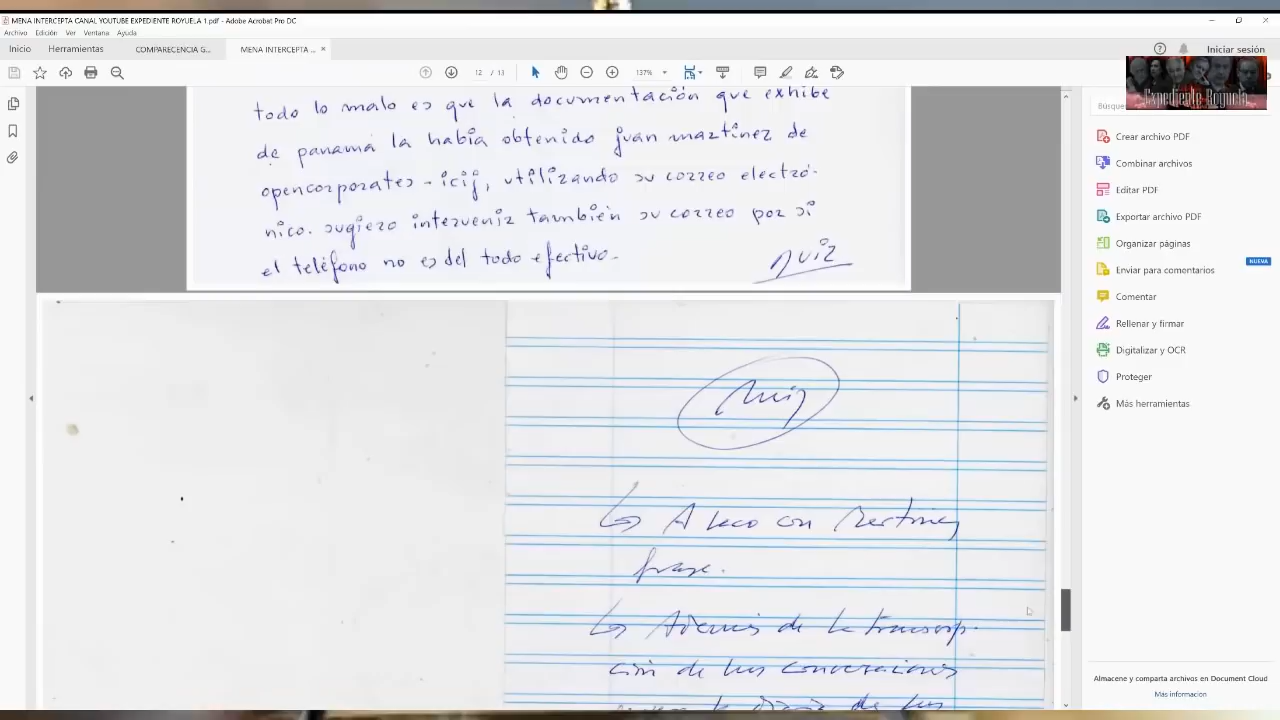 MENA INTERCEPTA CANAL YOUTUBE EXPEDIENTE ROYUELA 1.pdf - Adobe Acrobat Pro DC
Archivo Edición Ver Ventana Ayuda
Inicio Herramientas COMPARECENCIA G... MENA INTERCEPTA ... × Iniciar sesión
12 / 13 137%
Expediente Royuela
Búsque
todo lo malo es que la documentación que exhibe
de panamá la había obtenido juan martinez de
opencorporates - icij, utilizando su correo electró-
nico. sugiero intervenir también su correo por si
el teléfono no es del todo efectivo.-
Ruiz
Ruiz
A saco con Martínez
Además de la transcrip-
ción de las conversaciones
de las
Crear archivo PDF
Combinar archivos
Editar PDF
Exportar archivo PDF
Organizar páginas
Enviar para comentarios
NUEVA
Comentar
Rellenar y firmar
Digitalizar y OCR
Proteger
Más herramientas
Almacene y comparta archivos en Document Cloud
Más información